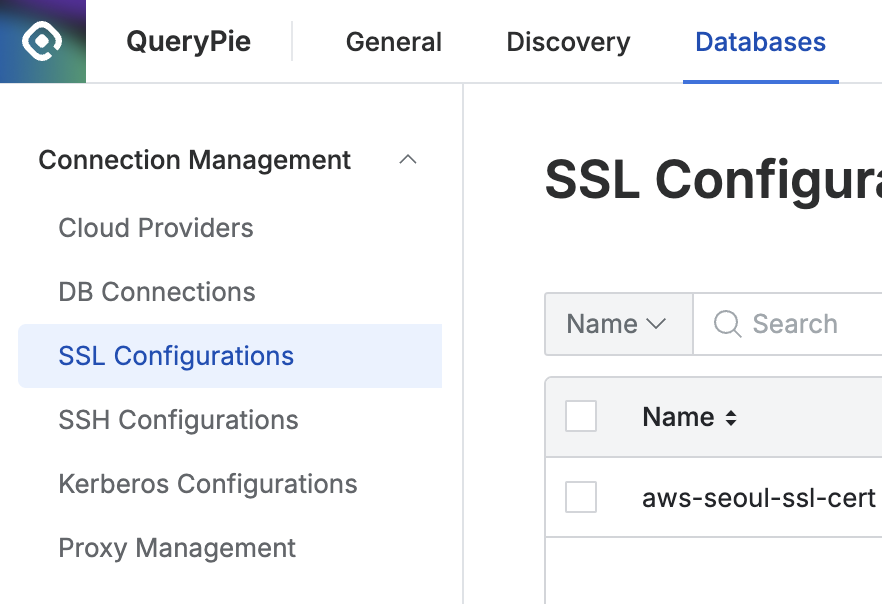 QueryPie
General
Discovery
Databases
Connection Management
Cloud Providers
DB Connections
SSL Configurations
SSH Configurations
Kerberos Configurations
Proxy Management
SSL Configura
Name
Search
Name
aws-seoul-ssl-cert